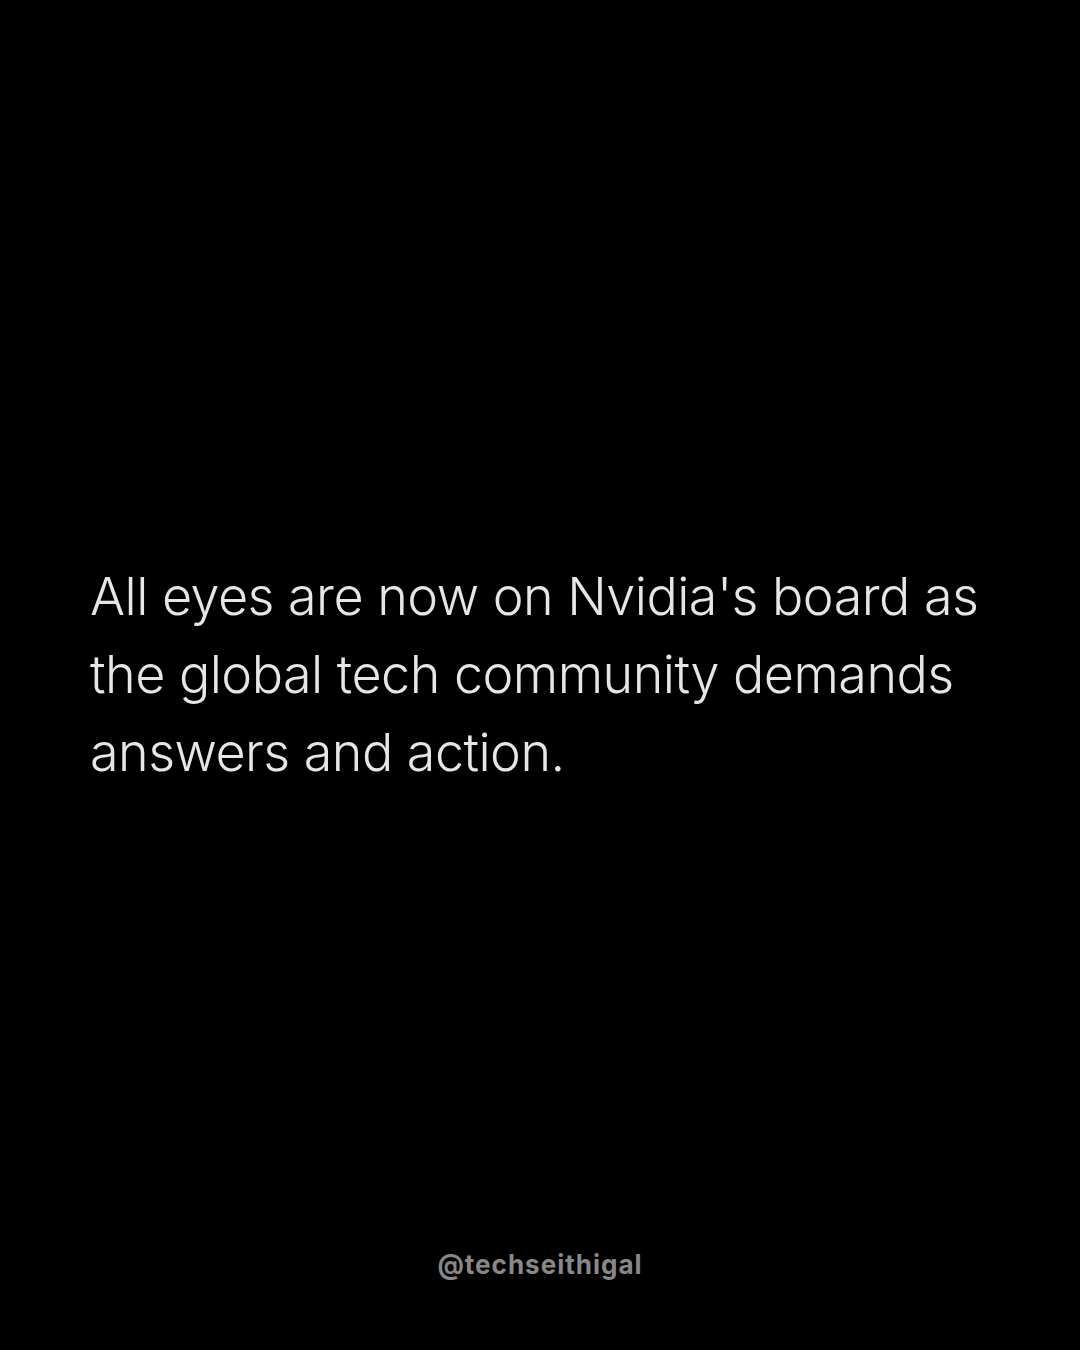 All eyes are now on Nvidia's board as
the global tech community demands
answers and action.
@techseithigal